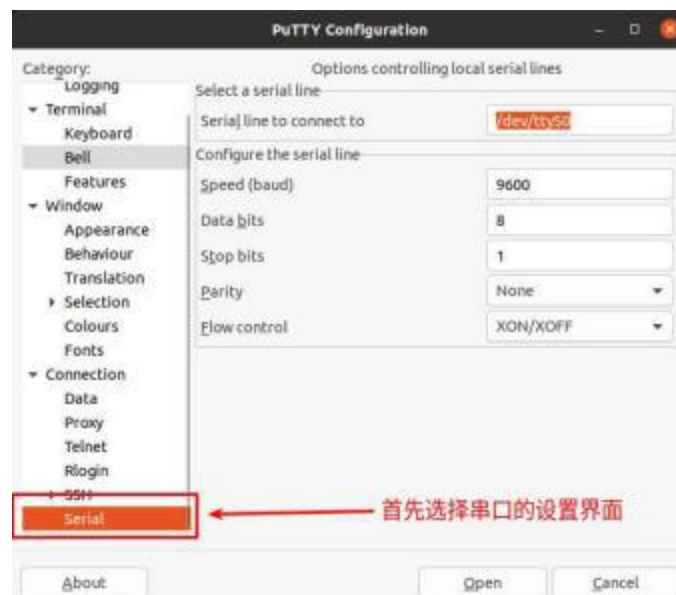 PuTTY Configuration
Category:
Options controlling local serial lines
Logging
Terminal
Keyboard
Bell
Features
Window
Appearance
Behaviour
Translation
Selection
Colours
Fonts
Connection
Data
Proxy
Telnet
Rlogin
SSH
Serial
Select a serial line
Serial line to connect to
/dev/ttyS0
Configure the serial line
Speed (baud)
9600
Data bits
8
Stop bits
1
Parity
None
Flow control
XON/XOFF
首先选择串口的设置界面
About
Open
Cancel